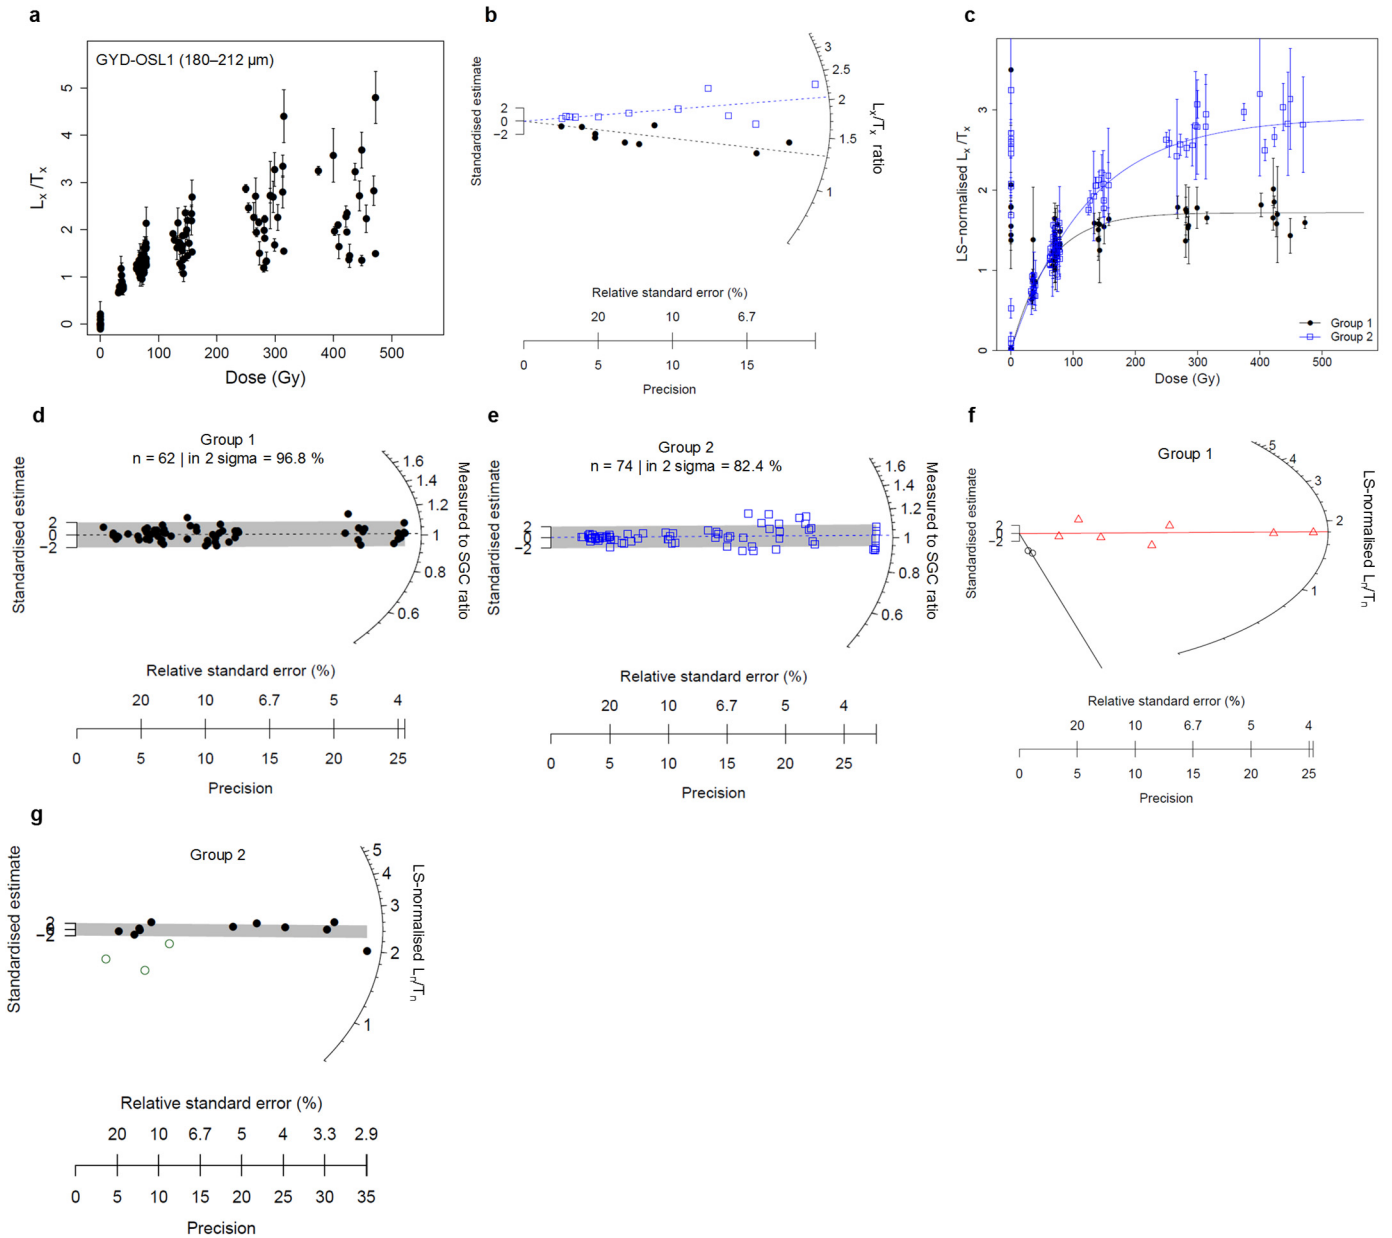 a
GYD-OSL1 (180–212 µm)
Lx /Tx
5
4
3
2
1
0
0 100 200 300 400 500
Dose (Gy)
b
Standardised estimate
2
0
−2
3
2.5
2
1.5
1
Lx/Tx ratio
Relative standard error (%)
20 10 6.7
0 5 10 15
Precision
c
LS−normalised Lx /Tx
3
2
1
0
Group 1
Group 2
0 100 200 300 400 500
Dose (Gy)
d
Group 1
n = 62 | in 2 sigma = 96.8 %
Standardised estimate
2
0
−2
1.6
1.4
1.2
1
0.8
0.6
Measured to SGC ratio
Relative standard error (%)
20 10 6.7 5 4
0 5 10 15 20 25
Precision
e
Group 2
n = 74 | in 2 sigma = 82.4 %
Standardised estimate
2
0
−2
1.6
1.4
1.2
1
0.8
0.6
Measured to SGC ratio
Relative standard error (%)
20 10 6.7 5 4
0 5 10 15 20 25
Precision
f
Group 1
Standardised estimate
2
0
−2
5
4
3
2
1
LS-normalised Ln/Tn
Relative standard error (%)
20 10 6.7 5 4
0 5 10 15 20 25
Precision
g
Group 2
Standardised estimate
2
0
−2
5
4
3
2
1
LS-normalised Ln/Tn
Relative standard error (%)
20 10 6.7 5 4 3.3 2.9
0 5 10 15 20 25 30 35
Precision